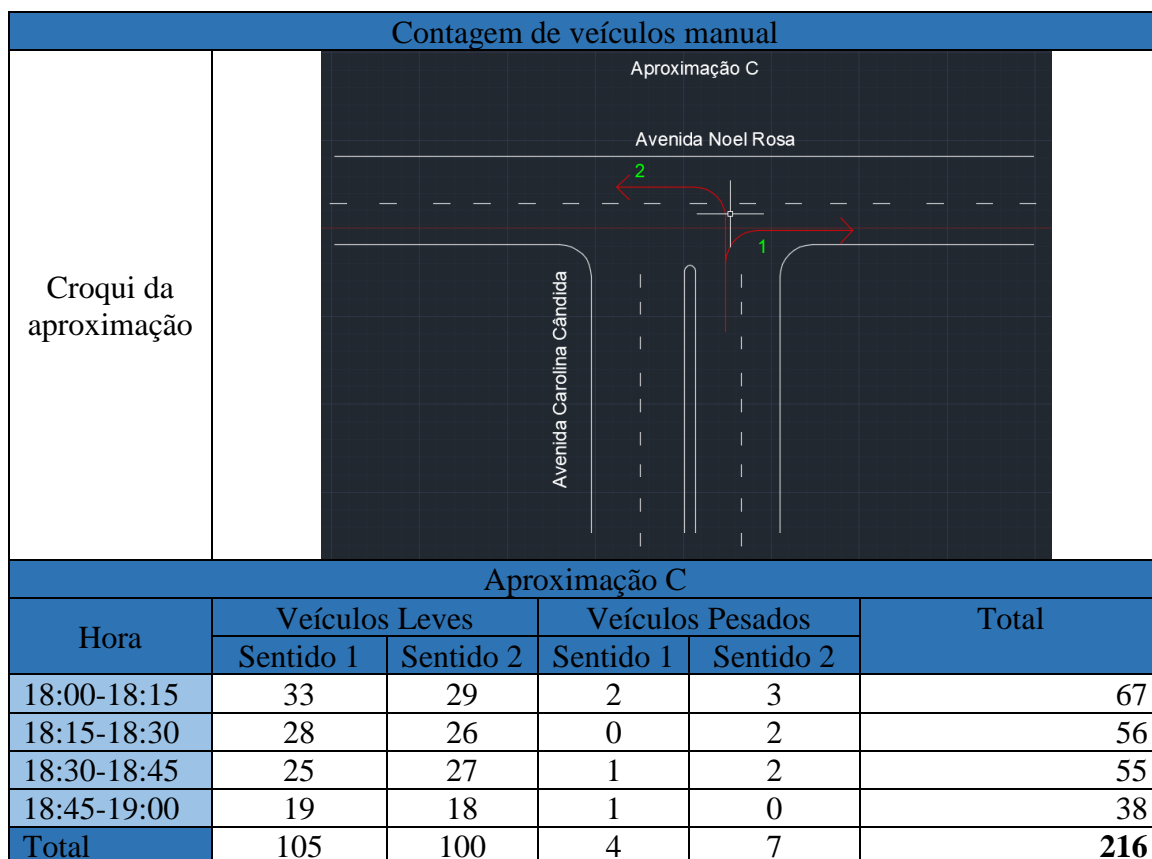 Contagem de veículos manual
Croqui da
aproximação
Aproximação C
Avenida Noel Rosa
2
1
Avenida Carolina Cândida
Aproximação C
Hora Veículos Leves Veículos Pesados Total
Sentido 1 Sentido 2 Sentido 1 Sentido 2
18:00-18:15 33 29 2 3 67
18:15-18:30 28 26 0 2 56
18:30-18:45 25 27 1 2 55
18:45-19:00 19 18 1 0 38
Total 105 100 4 7 216